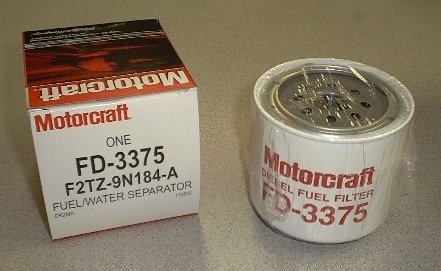 Motorcraft
Motorcraft
ONE
FD-3375
F2TZ-9N184-A
FUEL/WATER SEPARATOR
Motorcraft
DIESEL FUEL FILTER
FD-3375